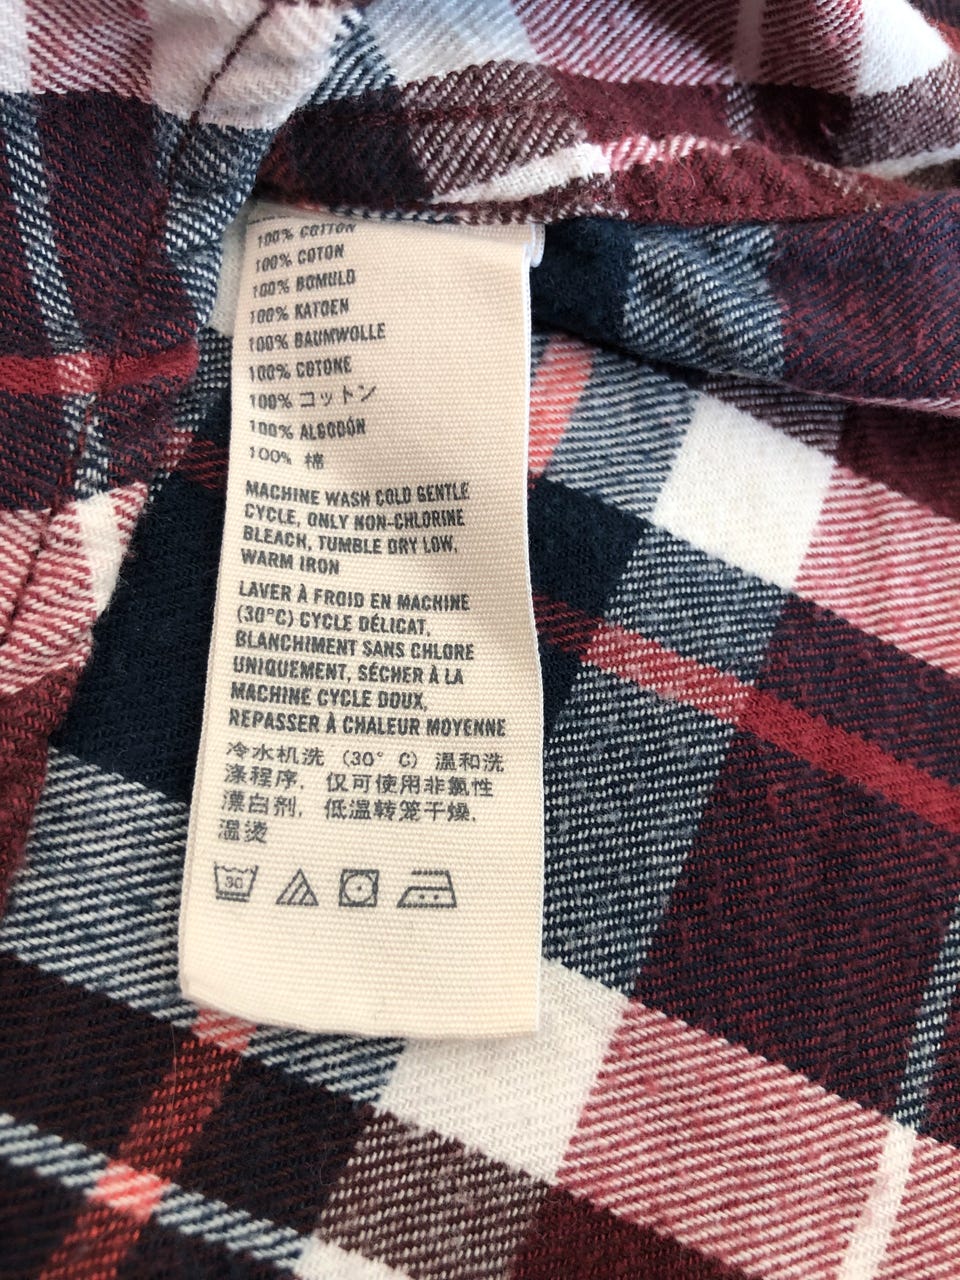 100% COTTON
100% COTON
100% BOMULD
100% KATOEN
100% BAUMWOLLE
100% COTONE
100% コットン
100% ALGODÓN
100% 棉
MACHINE WASH COLD GENTLE
CYCLE, ONLY NON-CHLORINE
BLEACH, TUMBLE DRY LOW,
WARM IRON
LAVER À FROID EN MACHINE
(30°C) CYCLE DÉLICAT,
BLANCHIMENT SANS CHLORE
UNIQUEMENT, SÉCHER À LA
MACHINE CYCLE DOUX,
REPASSER À CHALEUR MOYENNE
冷水机洗 (30° C) 温和洗
涤程序, 仅可使用非氯性
漂白剂, 低温转笼干燥,
温烫
30